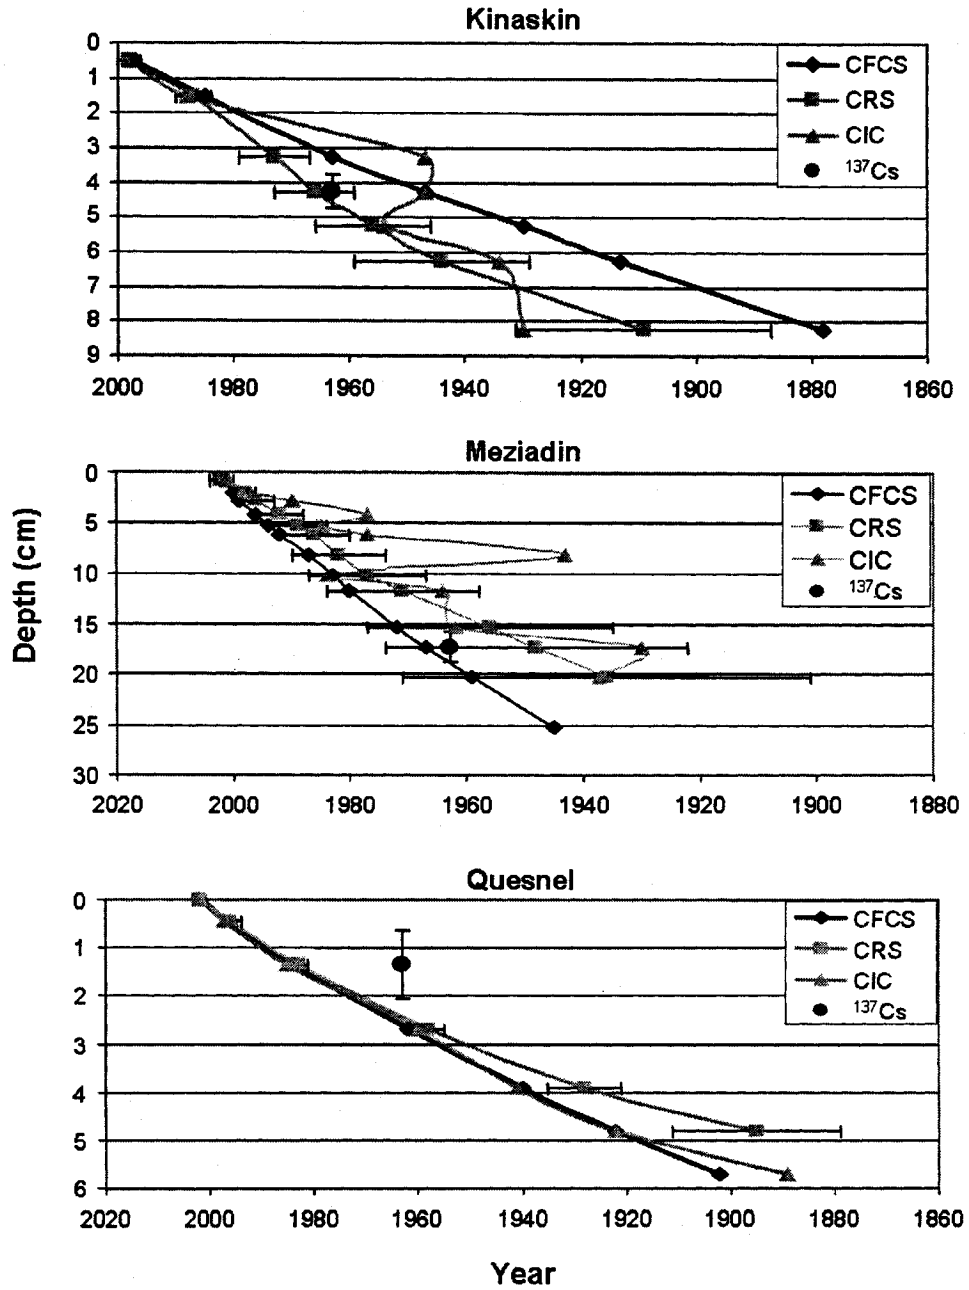 Kinaskin
0
1
2
3
4
5
6
7
8
9
2000 1980 1960 1940 1920 1900 1880 1860
CFCS
CRS
CIC
¹³⁷Cs
Meziadin
0
5
10
15
20
25
30
2020 2000 1980 1960 1940 1920 1900 1880
CFCS
CRS
CIC
¹³⁷Cs
Depth (cm)
Quesnel
0
1
2
3
4
5
6
2020 2000 1980 1960 1940 1920 1900 1880 1860
CFCS
CRS
CIC
¹³⁷Cs
Year